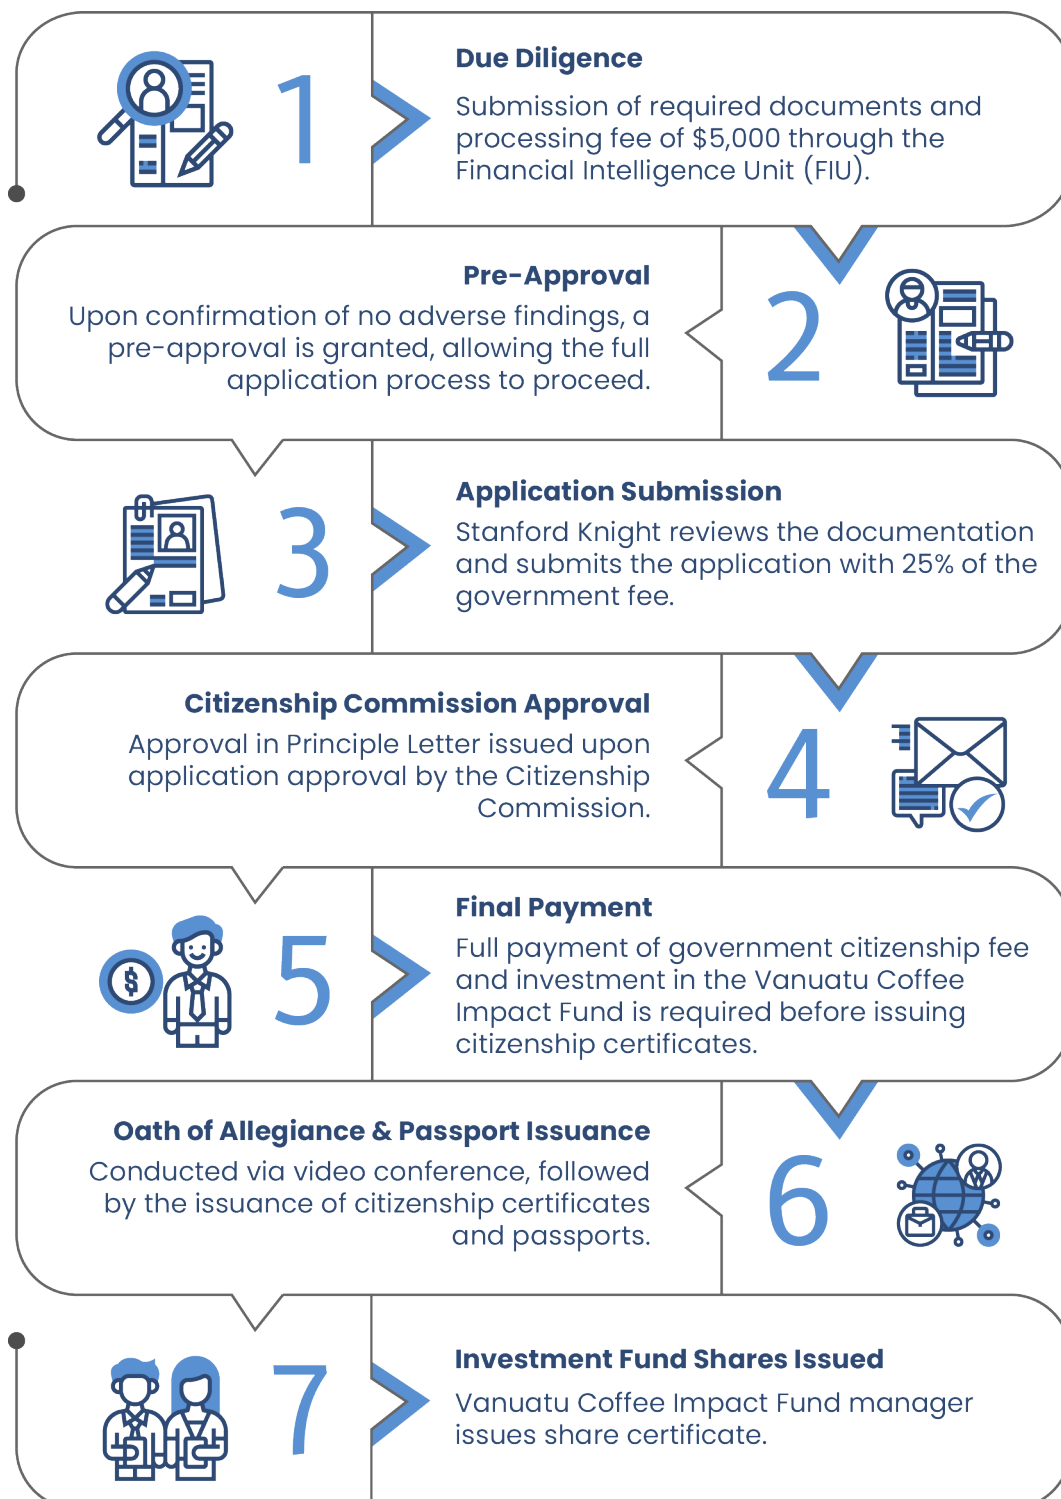 1
Due Diligence
Submission of required documents and
processing fee of $5,000 through the
Financial Intelligence Unit (FIU).
Pre-Approval
Upon confirmation of no adverse findings, a
pre-approval is granted, allowing the full
application process to proceed.
2
3
Application Submission
Stanford Knight reviews the documentation
and submits the application with 25% of the
government fee.
Citizenship Commission Approval
Approval in Principle Letter issued upon
application approval by the Citizenship
Commission.
4
$
5
Final Payment
Full payment of government citizenship fee
and investment in the Vanuatu Coffee
Impact Fund is required before issuing
citizenship certificates.
Oath of Allegiance & Passport Issuance
Conducted via video conference, followed
by the issuance of citizenship certificates
and passports.
6
7
Investment Fund Shares Issued
Vanuatu Coffee Impact Fund manager
issues share certificate.